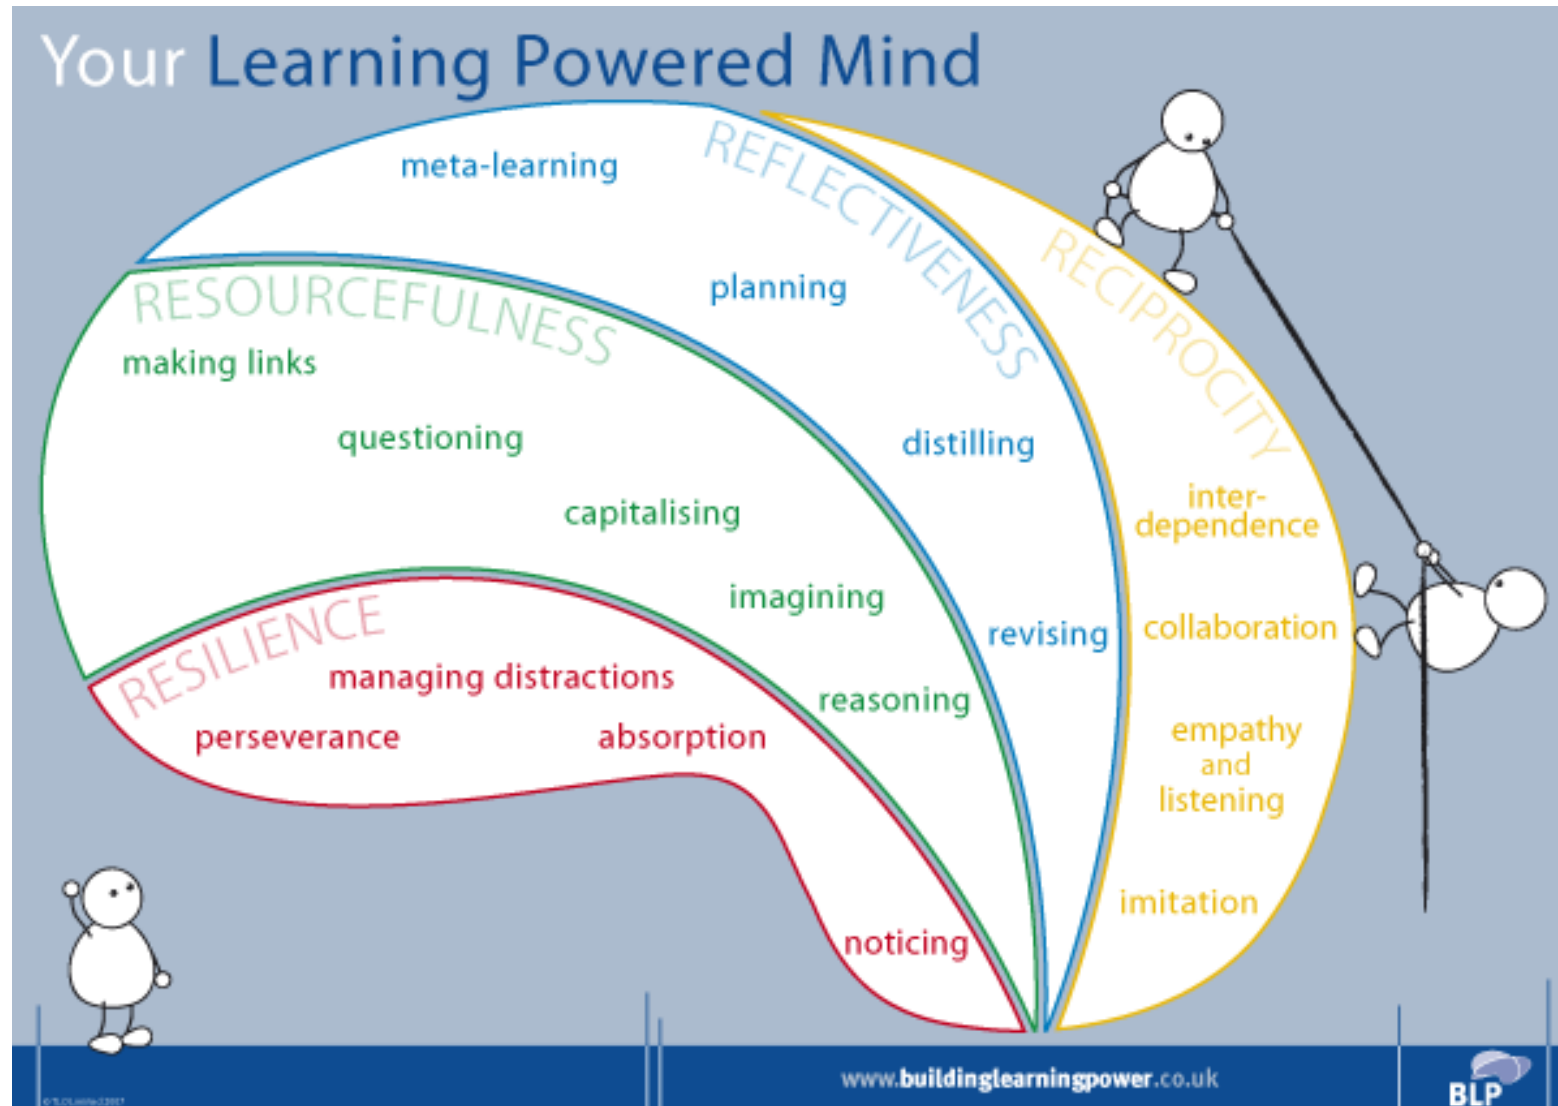 Your Learning Powered Mind
meta-learning
REFLECTIVENESS
planning
distilling
revising
RECIPROCITY
inter-
dependence
collaboration
empathy
and
listening
imitation
RESOURCEFULNESS
making links
questioning
capitalising
imagining
reasoning
RESILIENCE
managing distractions
perseverance
absorption
noticing
www.buildinglearningpower.co.uk
BLP